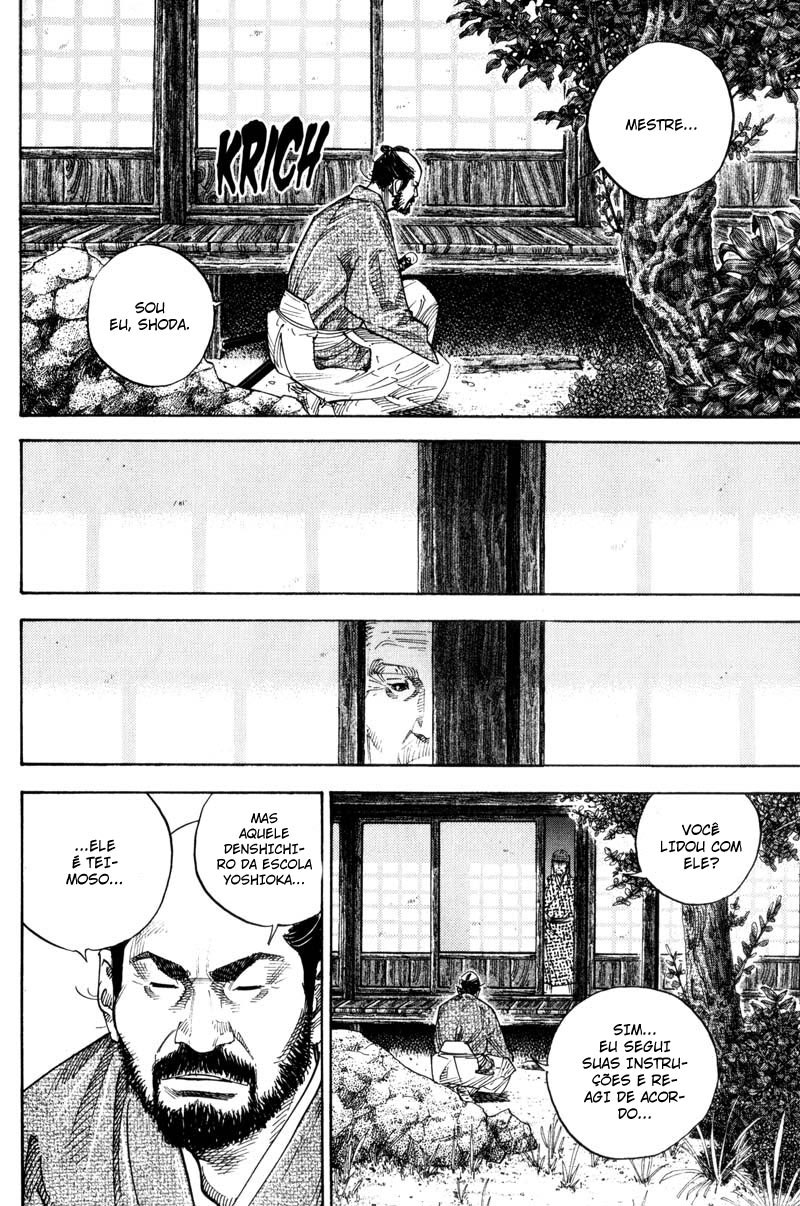 MESTRE...
KRICH
SOU
EU, SHODA.
VOCÊ
LIDOU COM
ELE?
SIM...
EU SEGUI
SUAS INSTRU-
ÇÕES E RE-
AGI DE ACOR-
DO...
MAS
AQUELE
DENSHICHI-
RO DA ESCOLA
YOSHIOKA...
...ELE
É TEI-
MOSO...